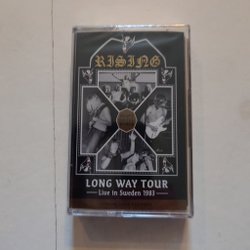 RISING
LONG WAY TOUR
Live in Sweden 1983